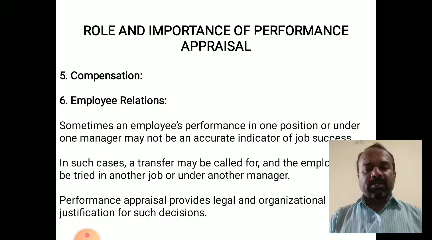 ROLE AND IMPORTANCE OF PERFORMANCE
APPRAISAL
5. Compensation:
6. Employee Relations:
Sometimes an employee's performance in one position or under
one manager may not be an accurate indicator of job success.
In such cases, a transfer may be called for, and the
be tried in another job or under another manager.
Performance appraisal provides legal and organizational
justification for such decisions.